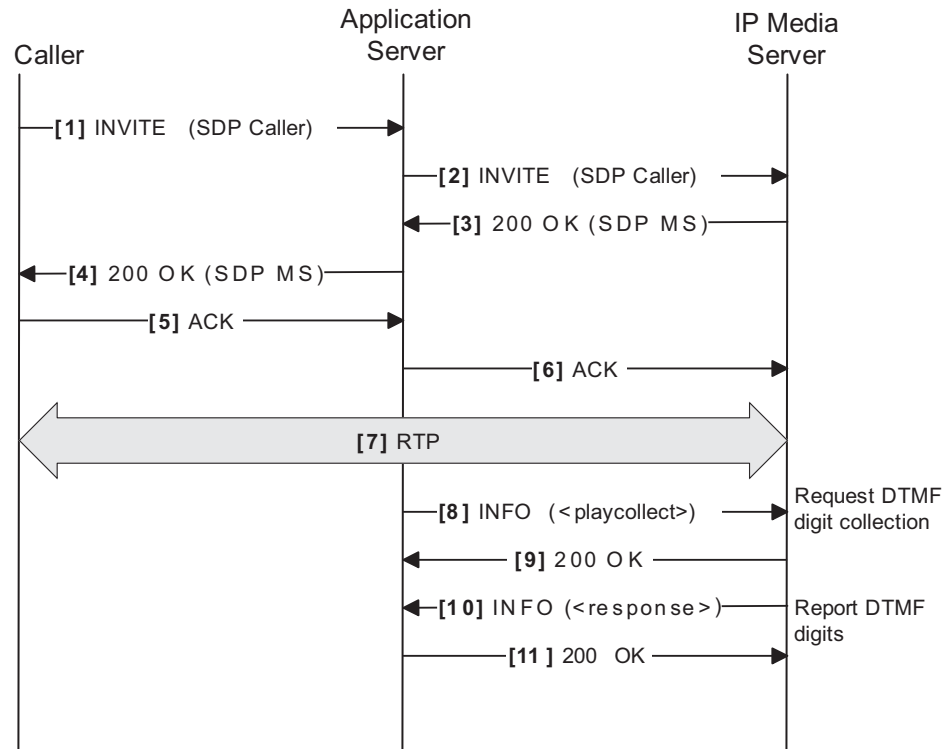 Caller
Application
Server
IP Media
Server
[1] INVITE (SDP Caller)
[2] INVITE (SDP Caller)
[3] 200 OK (SDP MS)
[4] 200 OK (SDP MS)
[5] ACK
[6] ACK
[7] RTP
[8] INFO (<playcollect>)
Request DTMF
digit collection
[9] 200 OK
[10] INFO (<response>)
Report DTMF
digits
[11] 200 OK